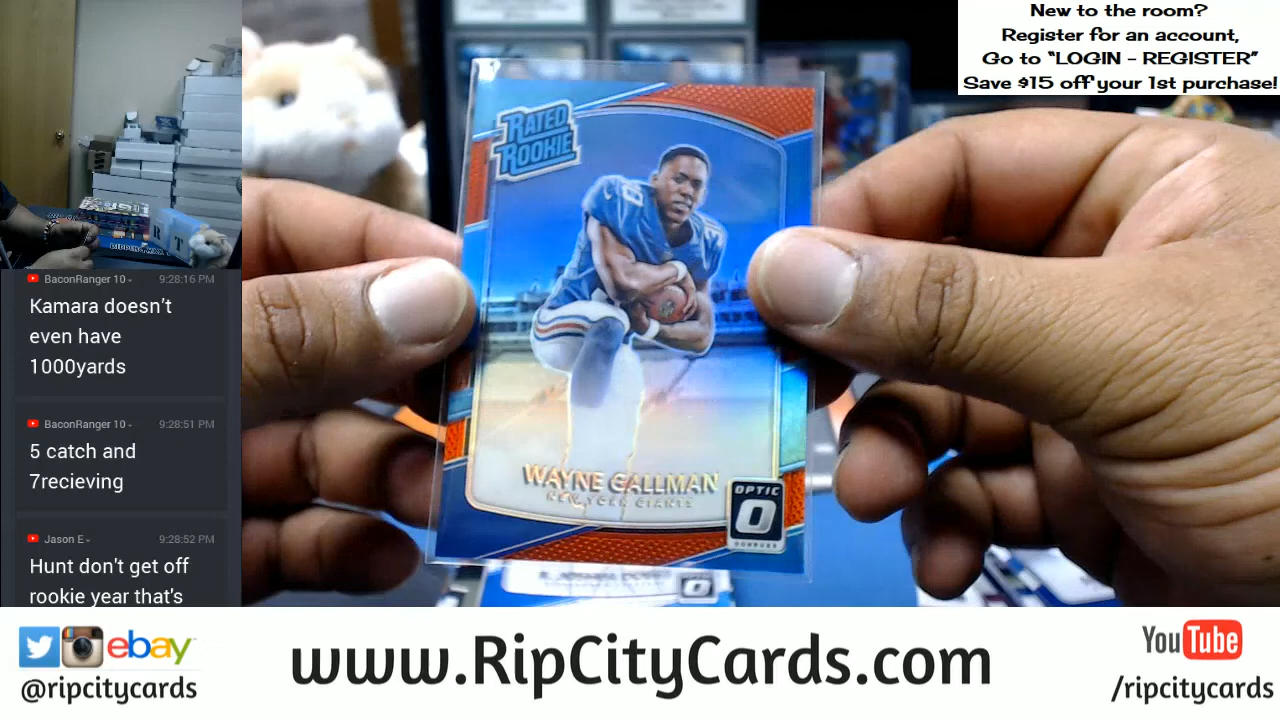 New to the room?
Register for an account,
Go to "LOGIN - REGISTER"
Save $15 off your 1st purchase!
RATED
ROOKIE
WAYNE GALLMAN
NEW YORK GIANTS
OPTIC
O
DONRUSS
BaconRanger 10 9:28:16 PM
Kamara doesn't
even have
1000yards
BaconRanger 10 9:28:51 PM
5 catch and
7recieving
Jason E 9:28:52 PM
Hunt don't get off
rookie year that's
ebay
@ripcitycards
www.RipCityCards.com
YouTube
/ripcitycards